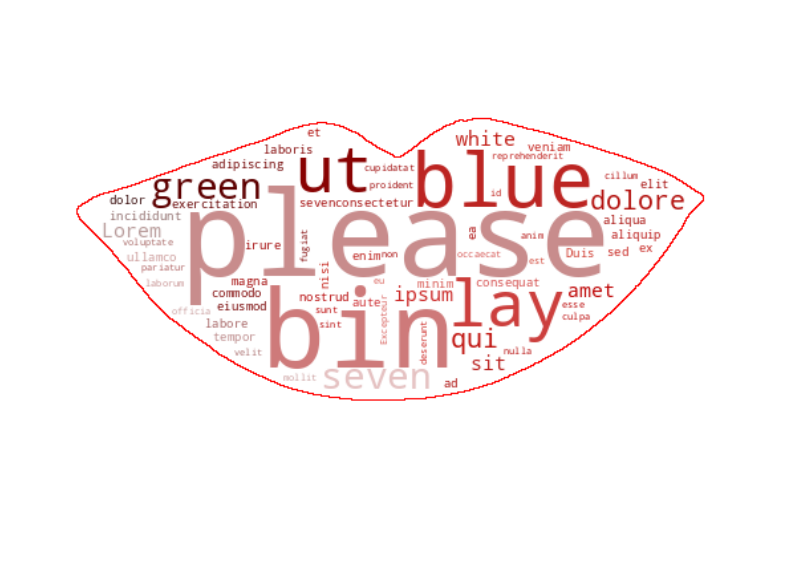 et
white
laboris
veniam
reprehenderit
adipiscing
ut
cupidatat
blue
cillum
green
proident
id
elit
dolor
exercitation
sevenconsectetur
dolore
incididunt
please
aliqua
Lorem
ea
anim
aliquip
voluptate
irure
fugiat
enim
non
occaecat
Duis
sed
ex
ullamco
est
pariatur
nisi
laborum
magna
eu
minim
consequat
amet
commodo
nostrud
aute
ipsum
lay
esse
eiusmod
bin
sunt
Excepteur
culpa
officia
labore
sint
qui
tempor
deserunt
nulla
velit
sit
mollit
seven
ad